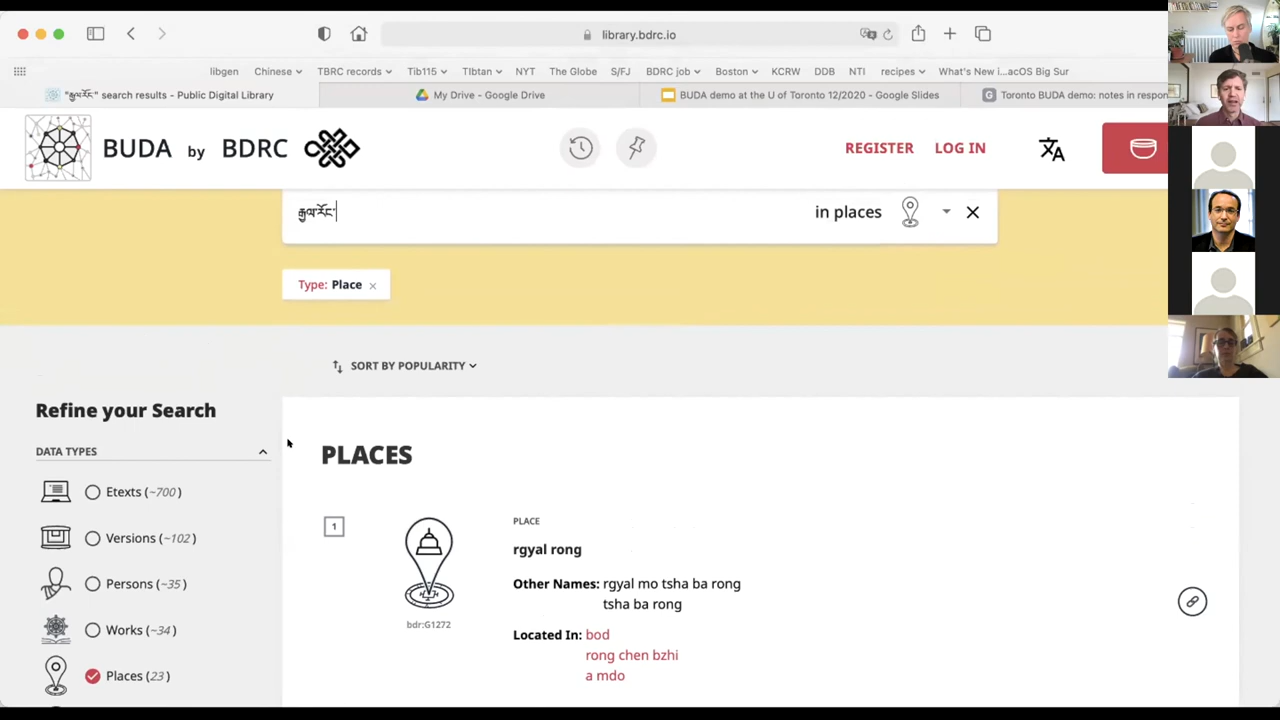 library.bdrc.io
libgen Chinese TBRC records Tib115 TIbtan NYT The Globe S/FJ BDRC job Boston KCRW DDB NTI recipes What's New i...acOS Big Sur
"རྒྱལ་རོང་" search results - Public Digital Library My Drive - Google Drive BUDA demo at the U of Toronto 12/2020 - Google Slides Toronto BUDA demo: notes in respon
BUDA by BDRC REGISTER LOG IN
རྒྱལ་རོང་ in places
Type: Place
SORT BY POPULARITY
Refine your Search
DATA TYPES
Etexts (~700)
Versions (~102)
Persons (~35)
Works (~34)
Places (23)
PLACES
1
PLACE
rgyal rong
Other Names: rgyal mo tsha ba rong
tsha ba rong
bdr:G1272
Located In: bod
rong chen bzhi
a mdo